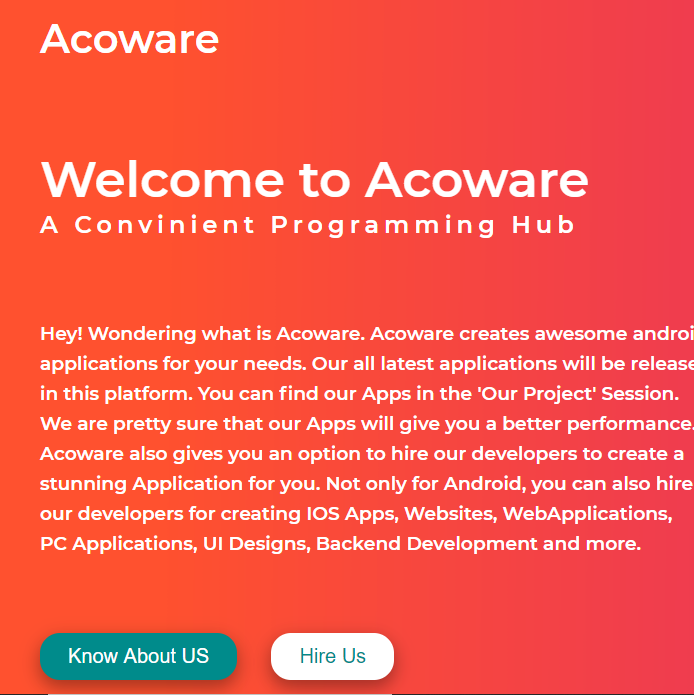 Acoware
Welcome to Acoware
A Convinient Programming Hub
Hey! Wondering what is Acoware. Acoware creates awesome androi
applications for your needs. Our all latest applications will be release
in this platform. You can find our Apps in the 'Our Project' Session.
We are pretty sure that our Apps will give you a better performance.
Acoware also gives you an option to hire our developers to create a
stunning Application for you. Not only for Android, you can also hire
our developers for creating IOS Apps, Websites, WebApplications,
PC Applications, UI Designs, Backend Development and more.
Know About US
Hire Us